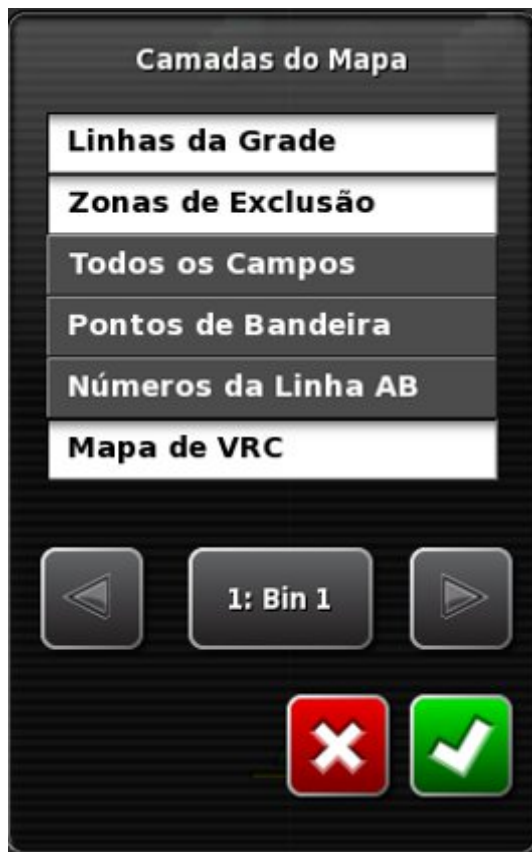 Camadas do Mapa
Linhas da Grade
Zonas de Exclusão
Todos os Campos
Pontos de Bandeira
Números da Linha AB
Mapa de VRC
1: Bin 1